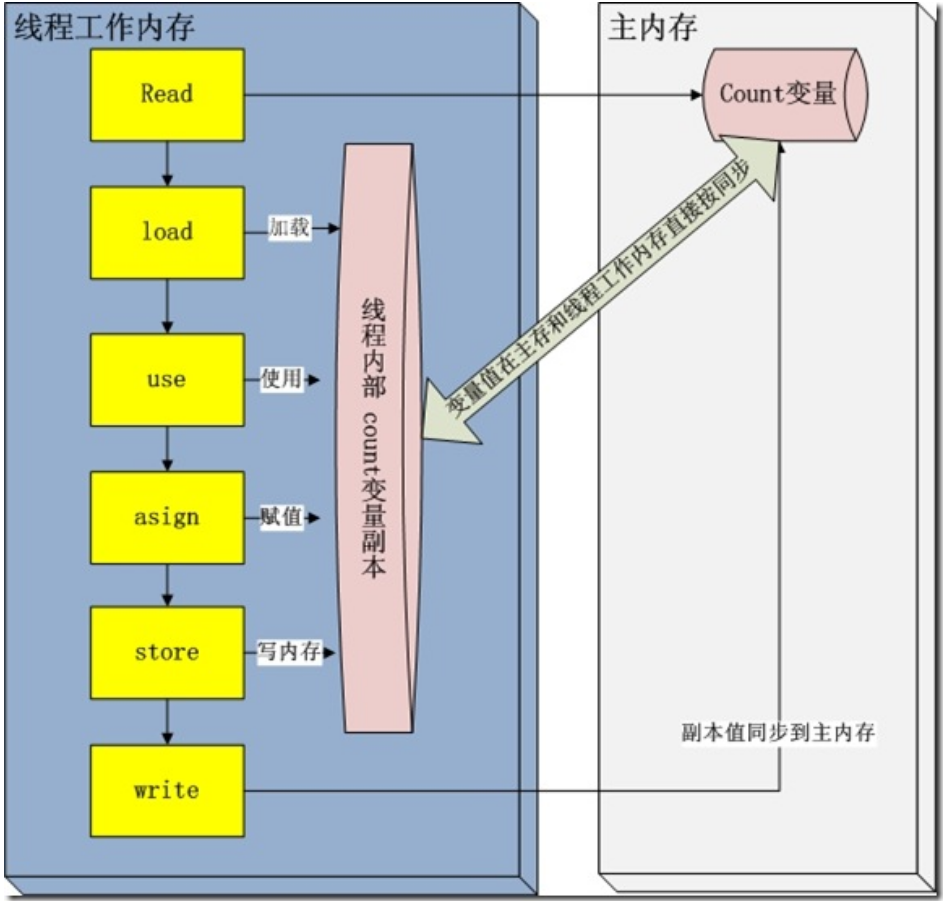 线程工作内存
主内存
Read
Count变量
load
加载
use
使用
asign
赋值
store
写内存
write
线程内部 count变量副本
变量值在主存和线程工作内存直接按同步
副本值同步到主内存